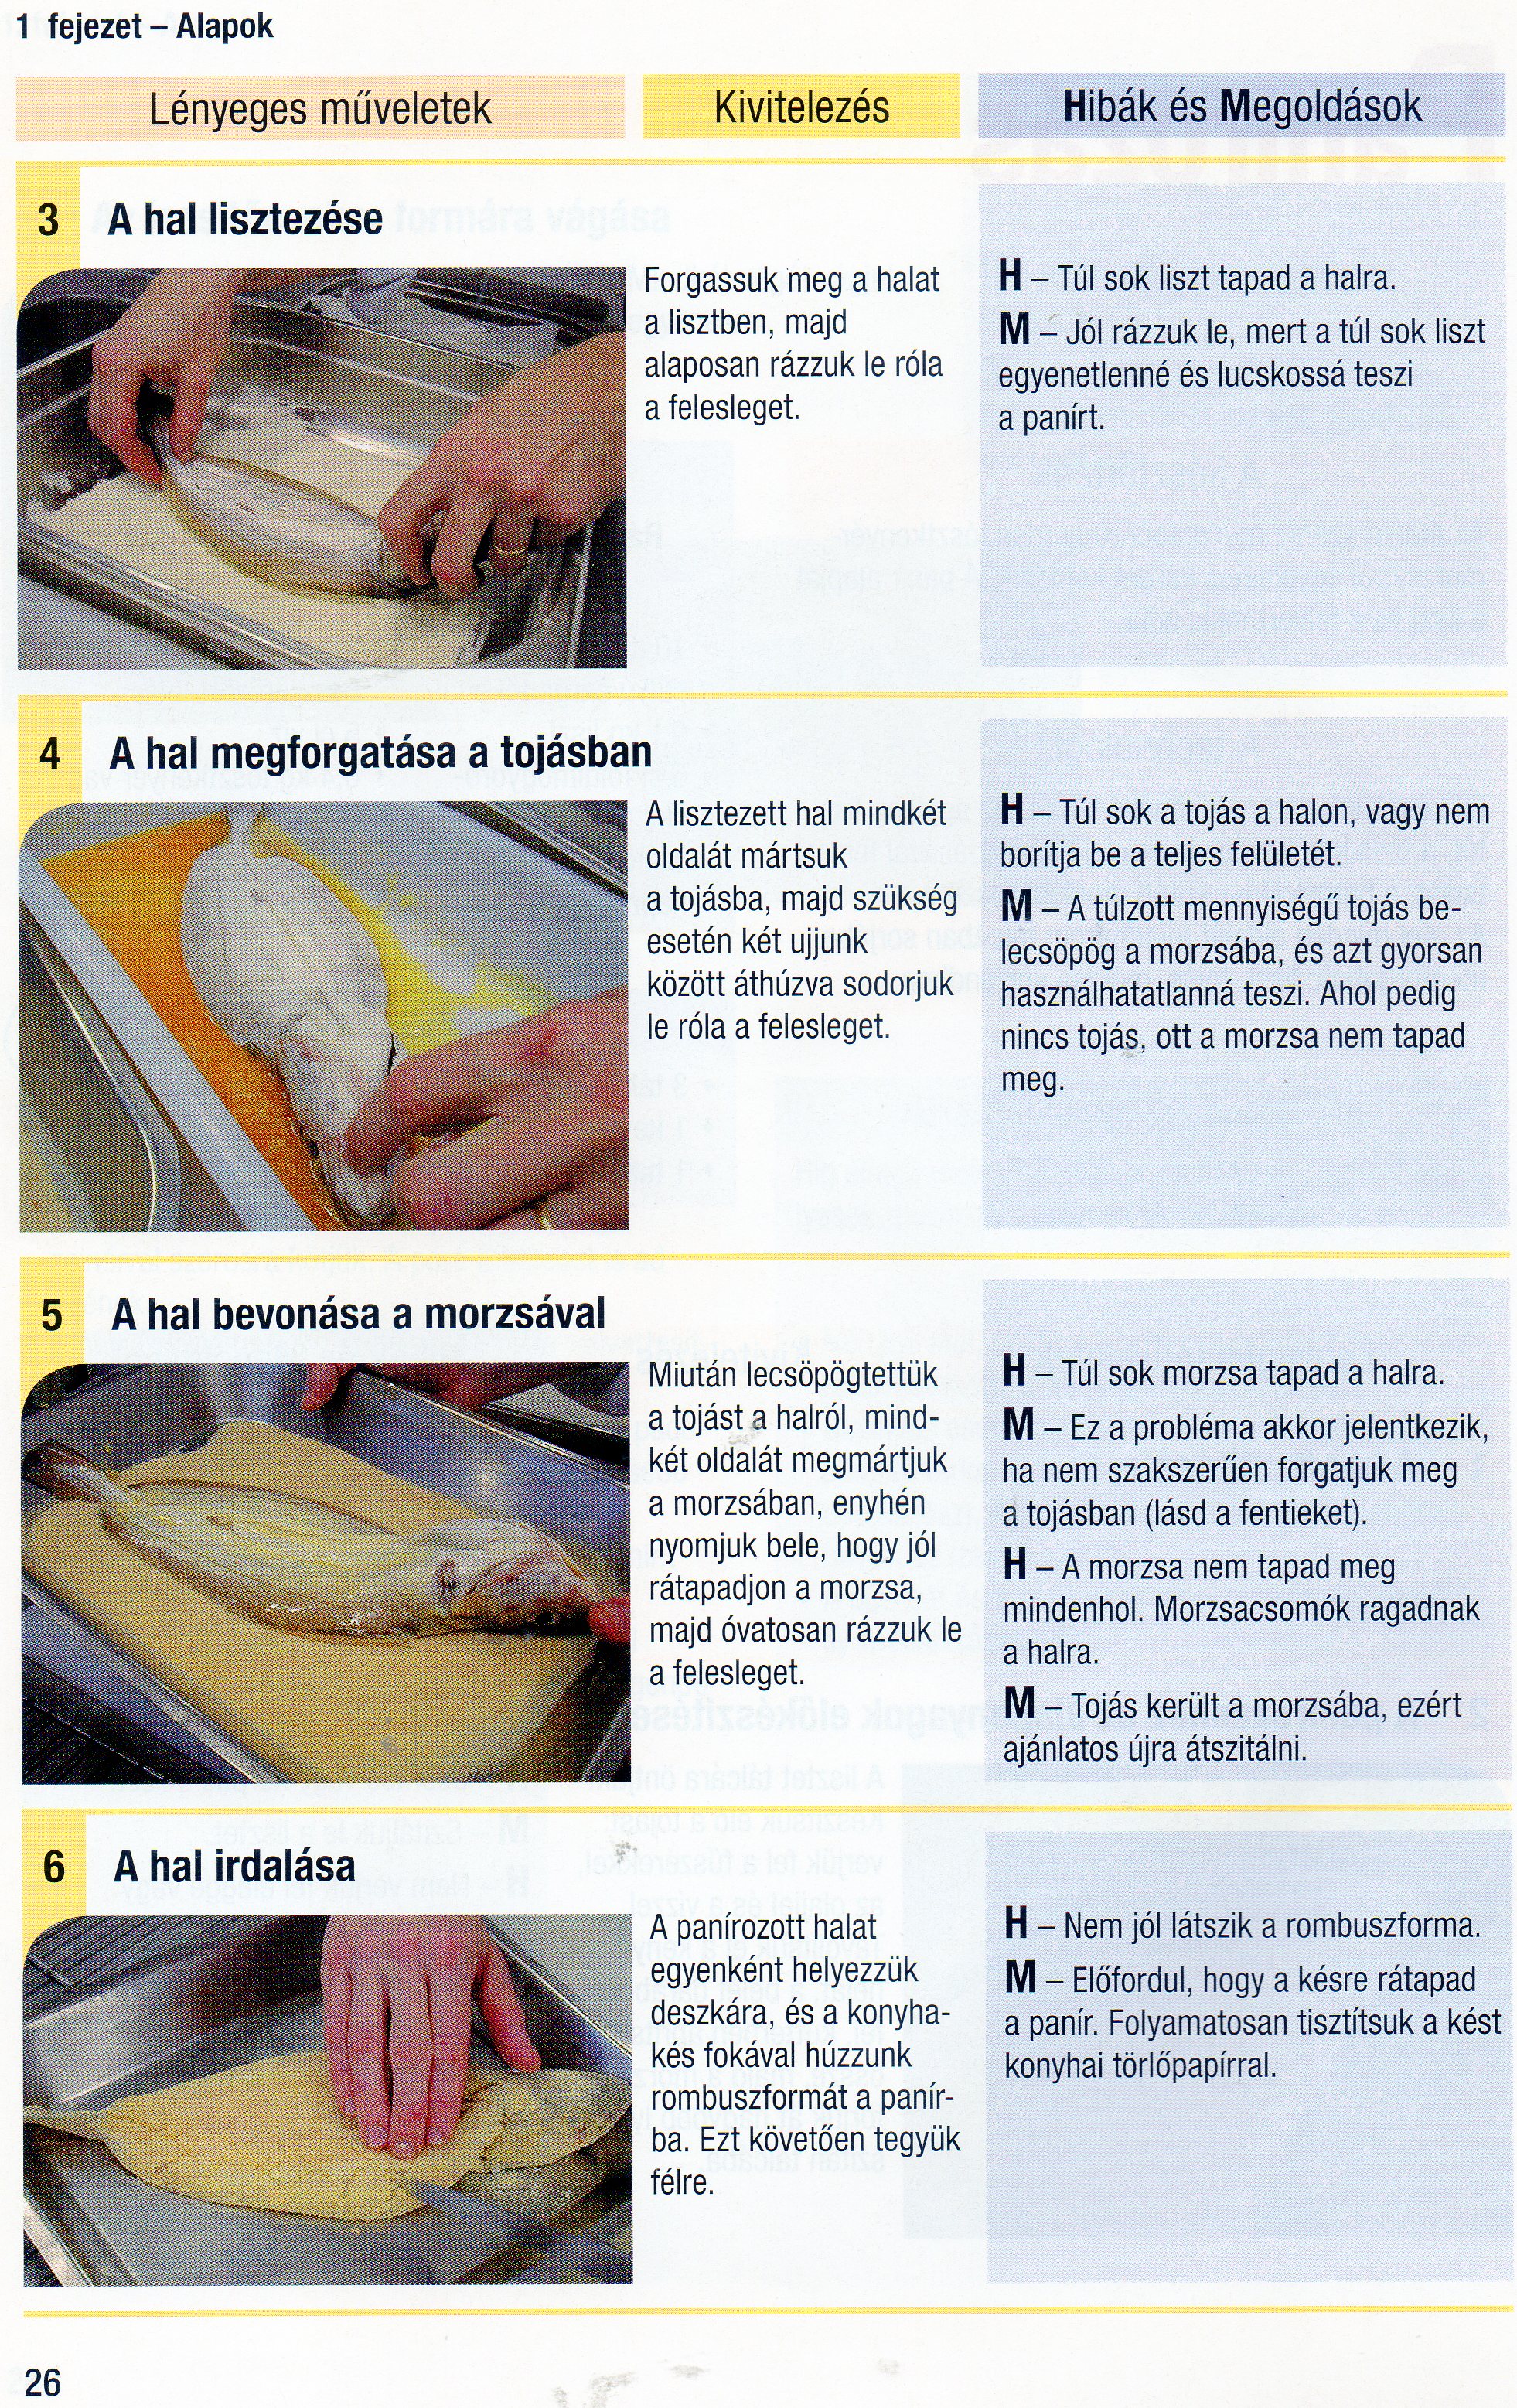 1 fejezet – Alapok
Lényeges műveletek
Kivitelezés
Hibák és Megoldások
3 A hal lisztezése
Forgassuk meg a halat
a lisztben, majd
alaposan rázzuk le róla
a felesleget.
H – Túl sok liszt tapad a halra.
M – Jól rázzuk le, mert a túl sok liszt
egyenetlenné és lucskossá teszi
a panírt.
4 A hal megforgatása a tojásban
A lisztezett hal mindkét
oldalát mártsuk
a tojásba, majd szükség
esetén két ujjunk
között áthúzva sodorjuk
le róla a felesleget.
H – Túl sok a tojás a halon, vagy nem
borítja be a teljes felületét.
M – A túlzott mennyiségű tojás be-
lecsöpög a morzsába, és azt gyorsan
használhatatlanná teszi. Ahol pedig
nincs tojás, ott a morzsa nem tapad
meg.
5 A hal bevonása a morzsával
Miután lecsöpögtettük
a tojást a halról, mind-
két oldalát megmártjuk
a morzsában, enyhén
nyomjuk bele, hogy jól
rátapadjon a morzsa,
majd óvatosan rázzuk le
a felesleget.
H – Túl sok morzsa tapad a halra.
M – Ez a probléma akkor jelentkezik,
ha nem szakszerűen forgatjuk meg
a tojásban (lásd a fentieket).
H – A morzsa nem tapad meg
mindenhol. Morzsacsomók ragadnak
a halra.
M – Tojás került a morzsába, ezért
ajánlatos újra átszitálni.
6 A hal irdalása
A panírozott halat
egyenként helyezzük
deszkára, és a konyha-
kés fokával húzzunk
rombuszformát a panír-
ba. Ezt követően tegyük
félre.
H – Nem jól látszik a rombuszforma.
M – Előfordul, hogy a késre rátapad
a panír. Folyamatosan tisztítsuk a kést
konyhai törlőpapírral.
26